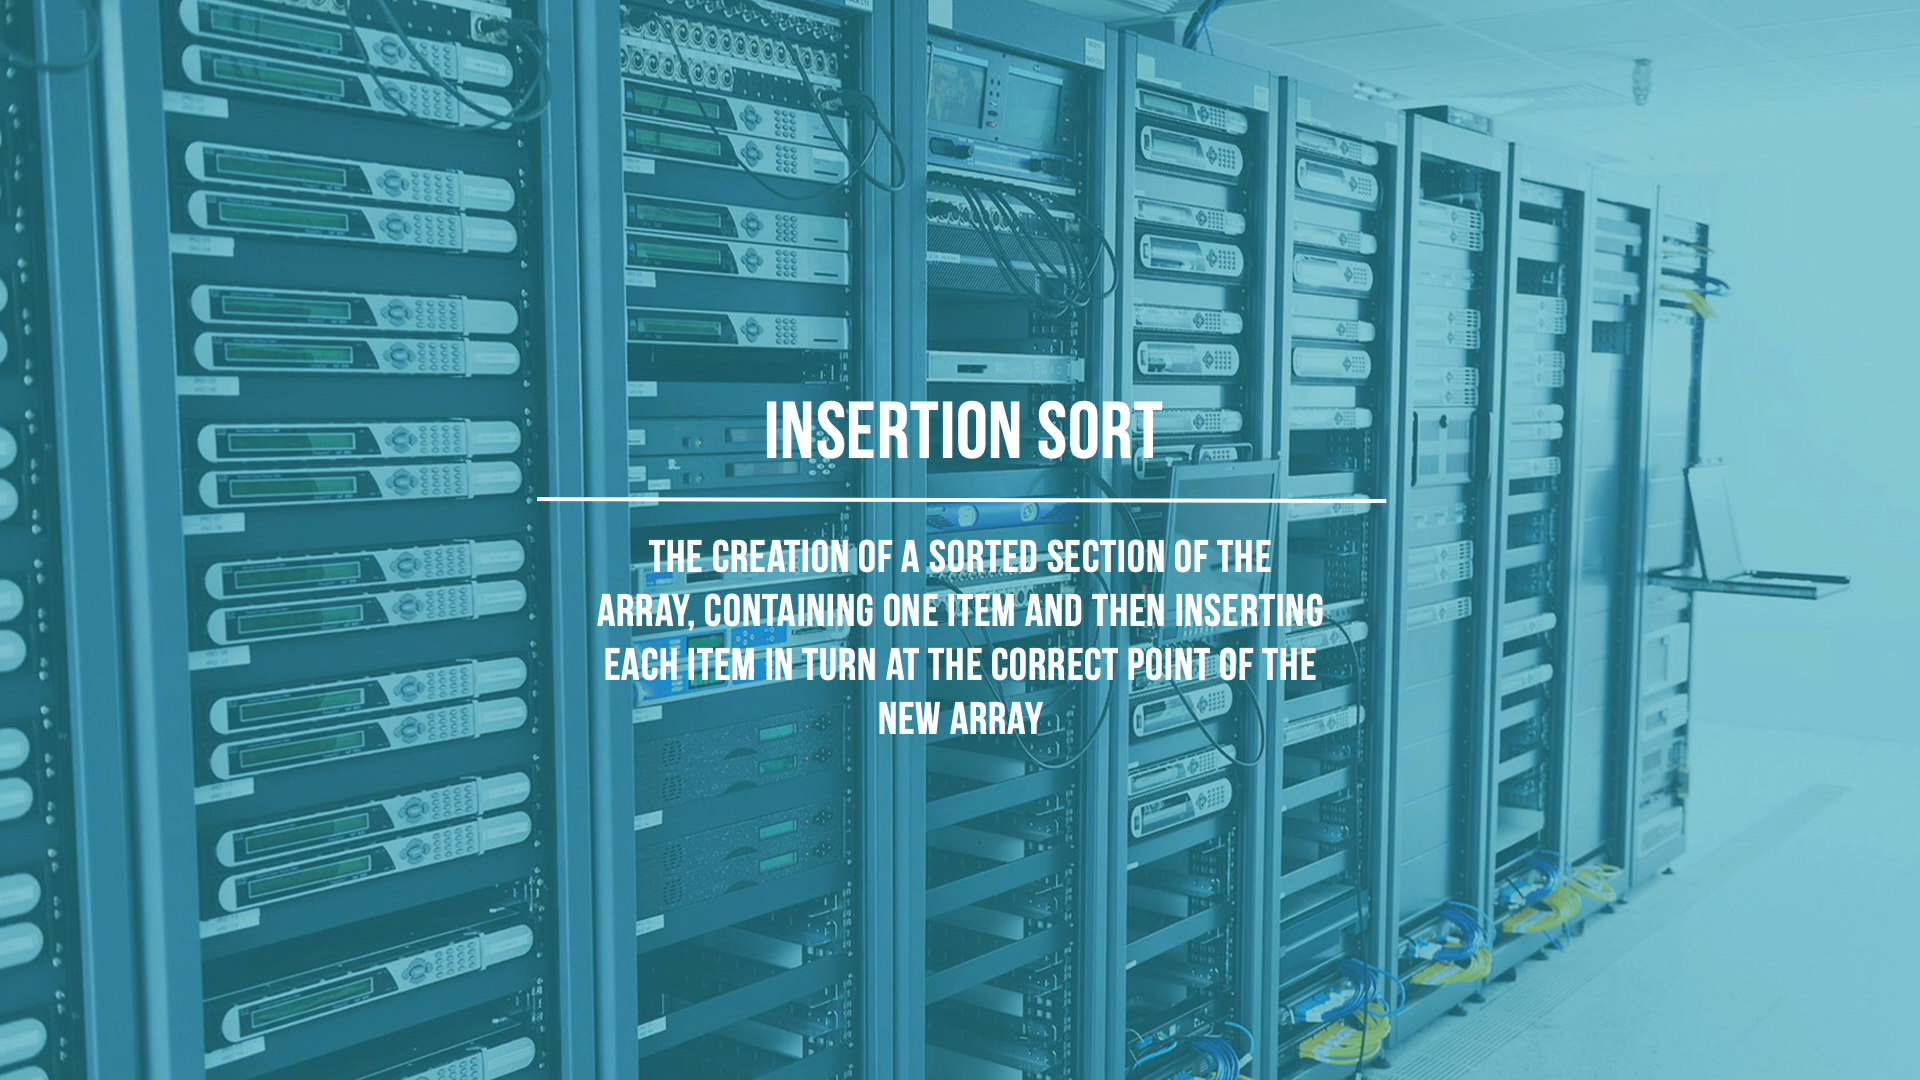 INSERTION SORT
THE CREATION OF A SORTED SECTION OF THE
ARRAY, CONTAINING ONE ITEM AND THEN INSERTING
EACH ITEM IN TURN AT THE CORRECT POINT OF THE
NEW ARRAY